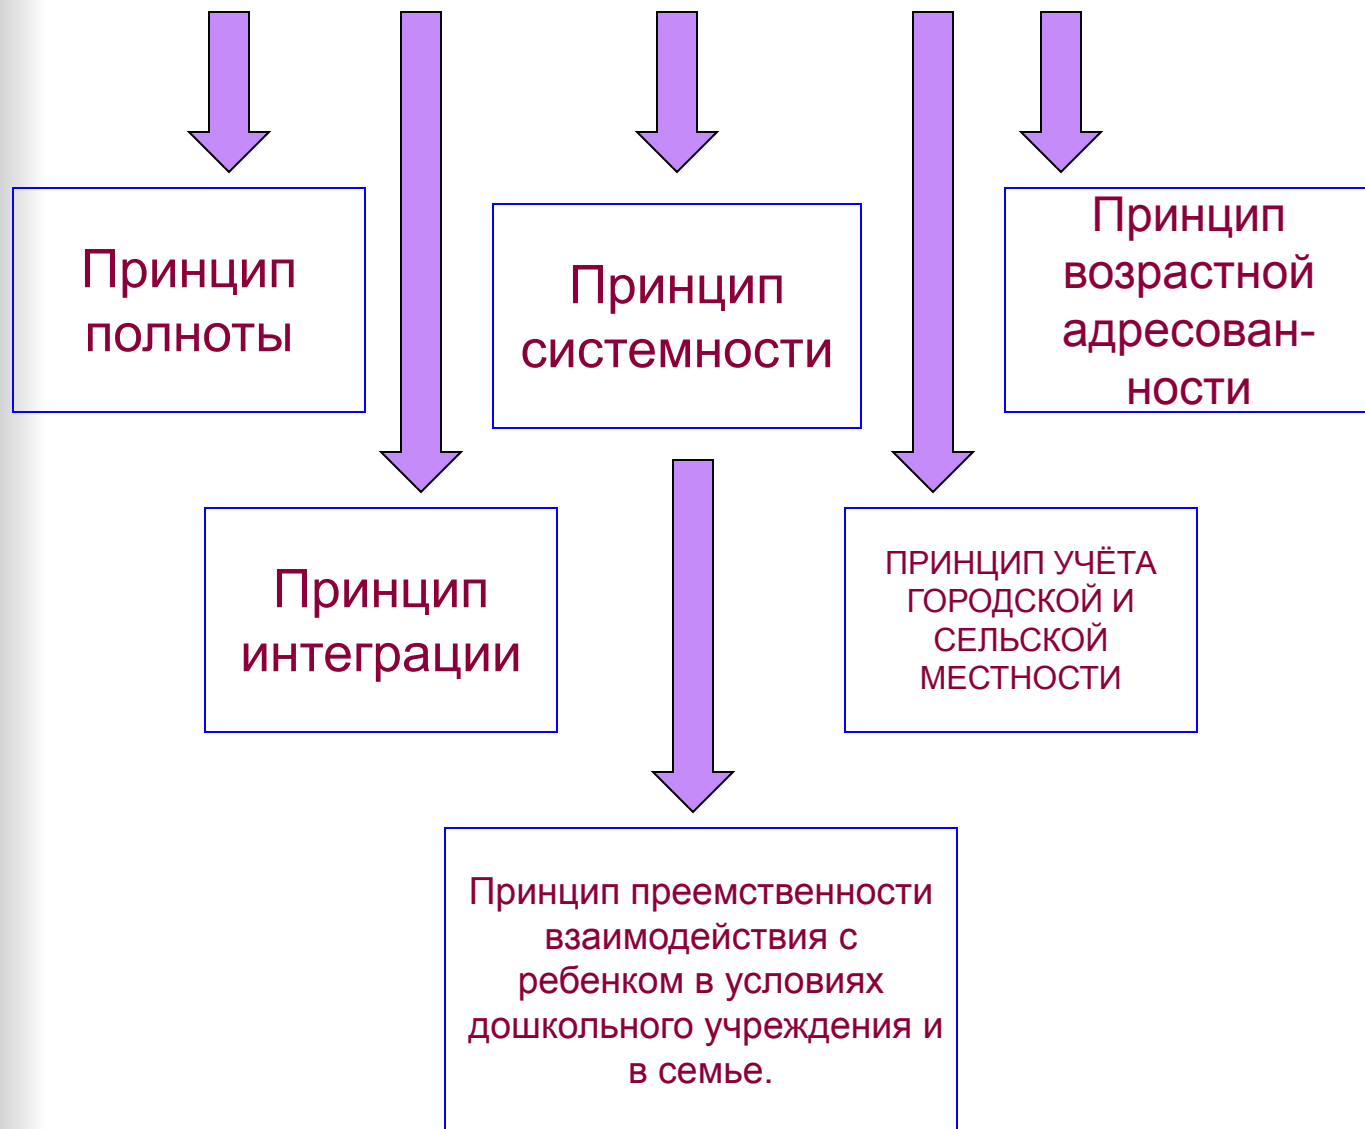 Принцип
полноты
Принцип
системности
Принцип
возрастной
адресован-
ности
Принцип
интеграции
ПРИНЦИП УЧЁТА
ГОРОДСКОЙ И
СЕЛЬСКОЙ
МЕСТНОСТИ
Принцип преемственности
взаимодействия с
ребенком в условиях
дошкольного учреждения и
в семье.